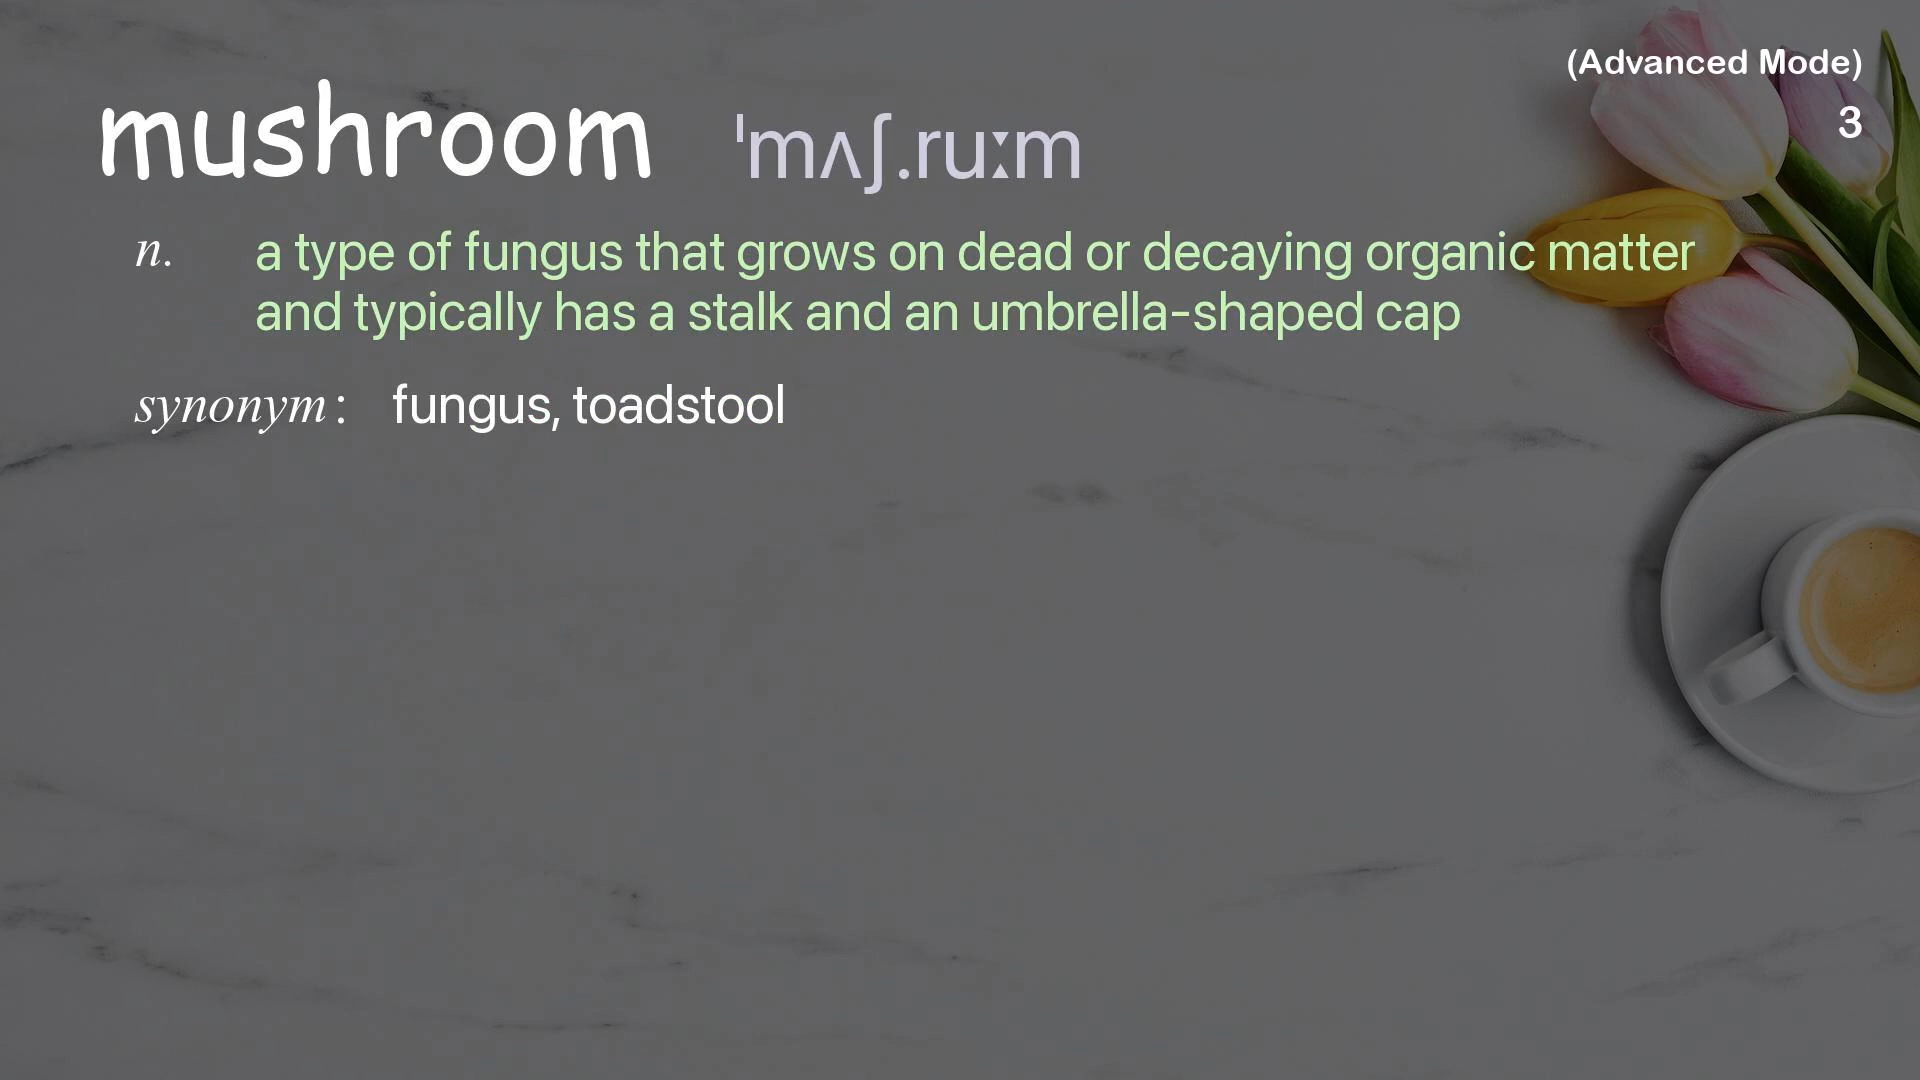 (Advanced Mode)
3
mushroom ˈmʌʃ.ruːm
n. a type of fungus that grows on dead or decaying organic matter
and typically has a stalk and an umbrella-shaped cap
synonym: fungus, toadstool